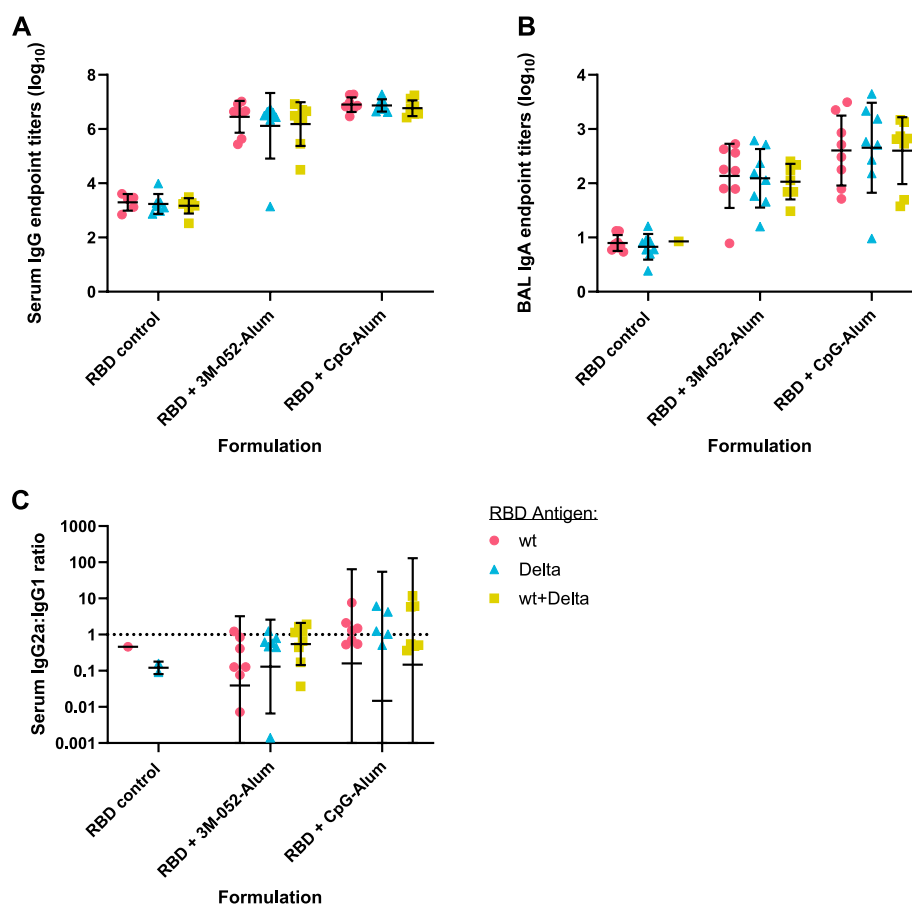 A
Serum IgG endpoint titers (log10)
8
6
4
2
0
RBD control
RBD + 3M-052-Alum
RBD + CpG-Alum
Formulation
B
BAL IgA endpoint titers (log10)
4
3
2
1
0
RBD control
RBD + 3M-052-Alum
RBD + CpG-Alum
Formulation
C
Serum IgG2a:IgG1 ratio
1000
100
10
1
0.1
0.01
0.001
RBD control
RBD + 3M-052-Alum
RBD + CpG-Alum
Formulation
RBD Antigen:
wt
Delta
wt+Delta